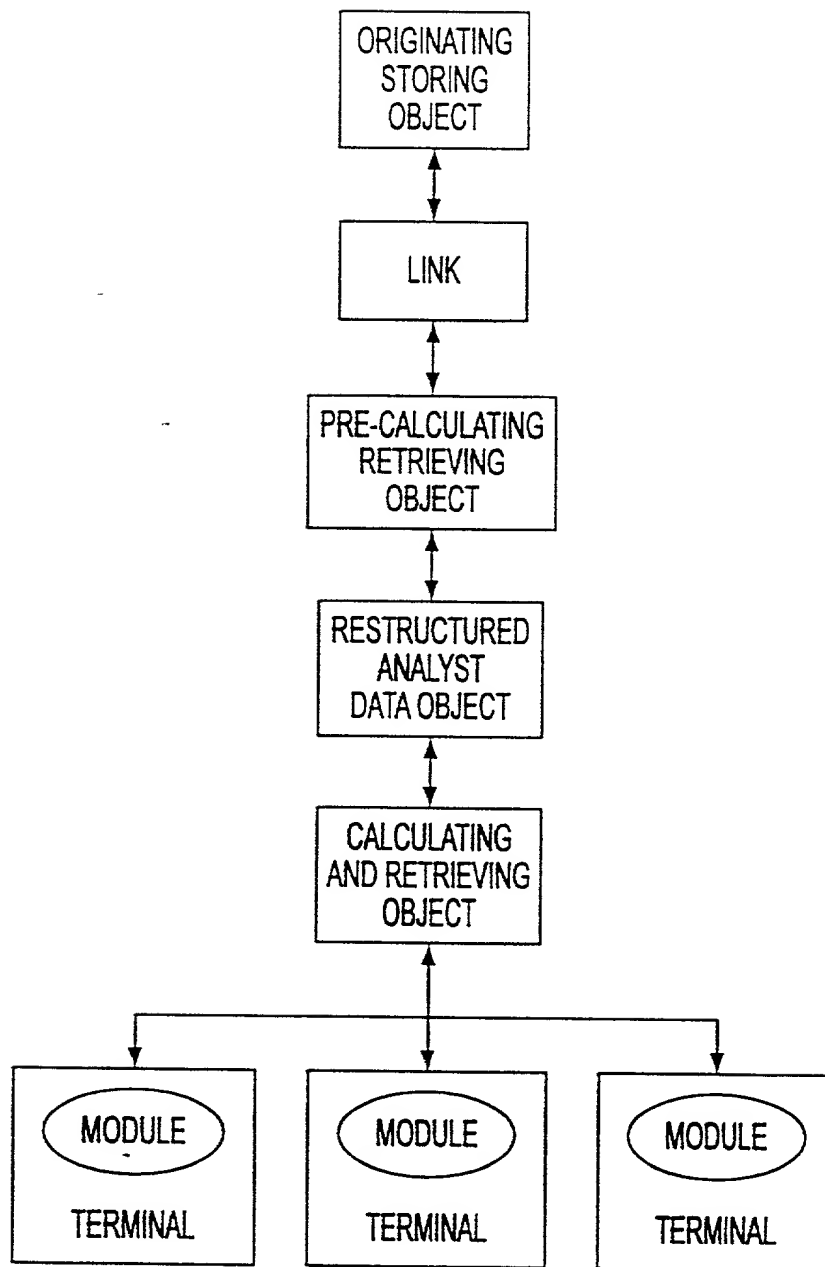 ORIGINATING
STORING
OBJECT
LINK
PRE-CALCULATING
RETRIEVING
OBJECT
RESTRUCTURED
ANALYST
DATA OBJECT
CALCULATING
AND RETRIEVING
OBJECT
MODULE
TERMINAL
MODULE
TERMINAL
MODULE
TERMINAL